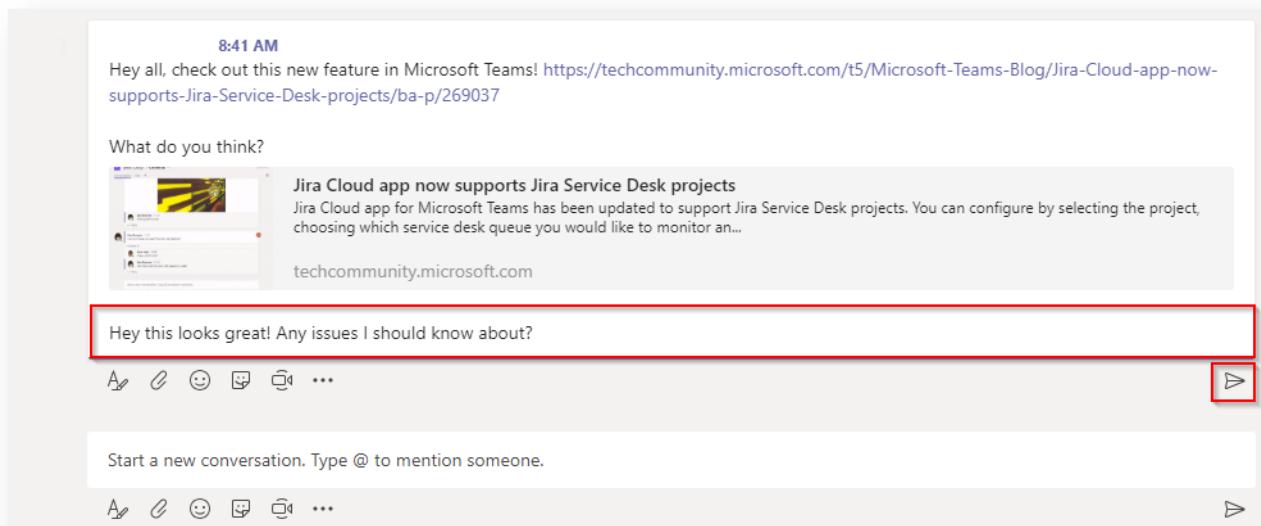 8:41 AM
Hey all, check out this new feature in Microsoft Teams! https://techcommunity.microsoft.com/t5/Microsoft-Teams-Blog/Jira-Cloud-app-now-
supports-Jira-Service-Desk-projects/ba-p/269037
What do you think?
Jira Cloud app now supports Jira Service Desk projects
Jira Cloud app for Microsoft Teams has been updated to support Jira Service Desk projects. You can configure by selecting the project,
choosing which service desk queue you would like to monitor an...
techcommunity.microsoft.com
Hey this looks great! Any issues I should know about?
Start a new conversation. Type @ to mention someone.